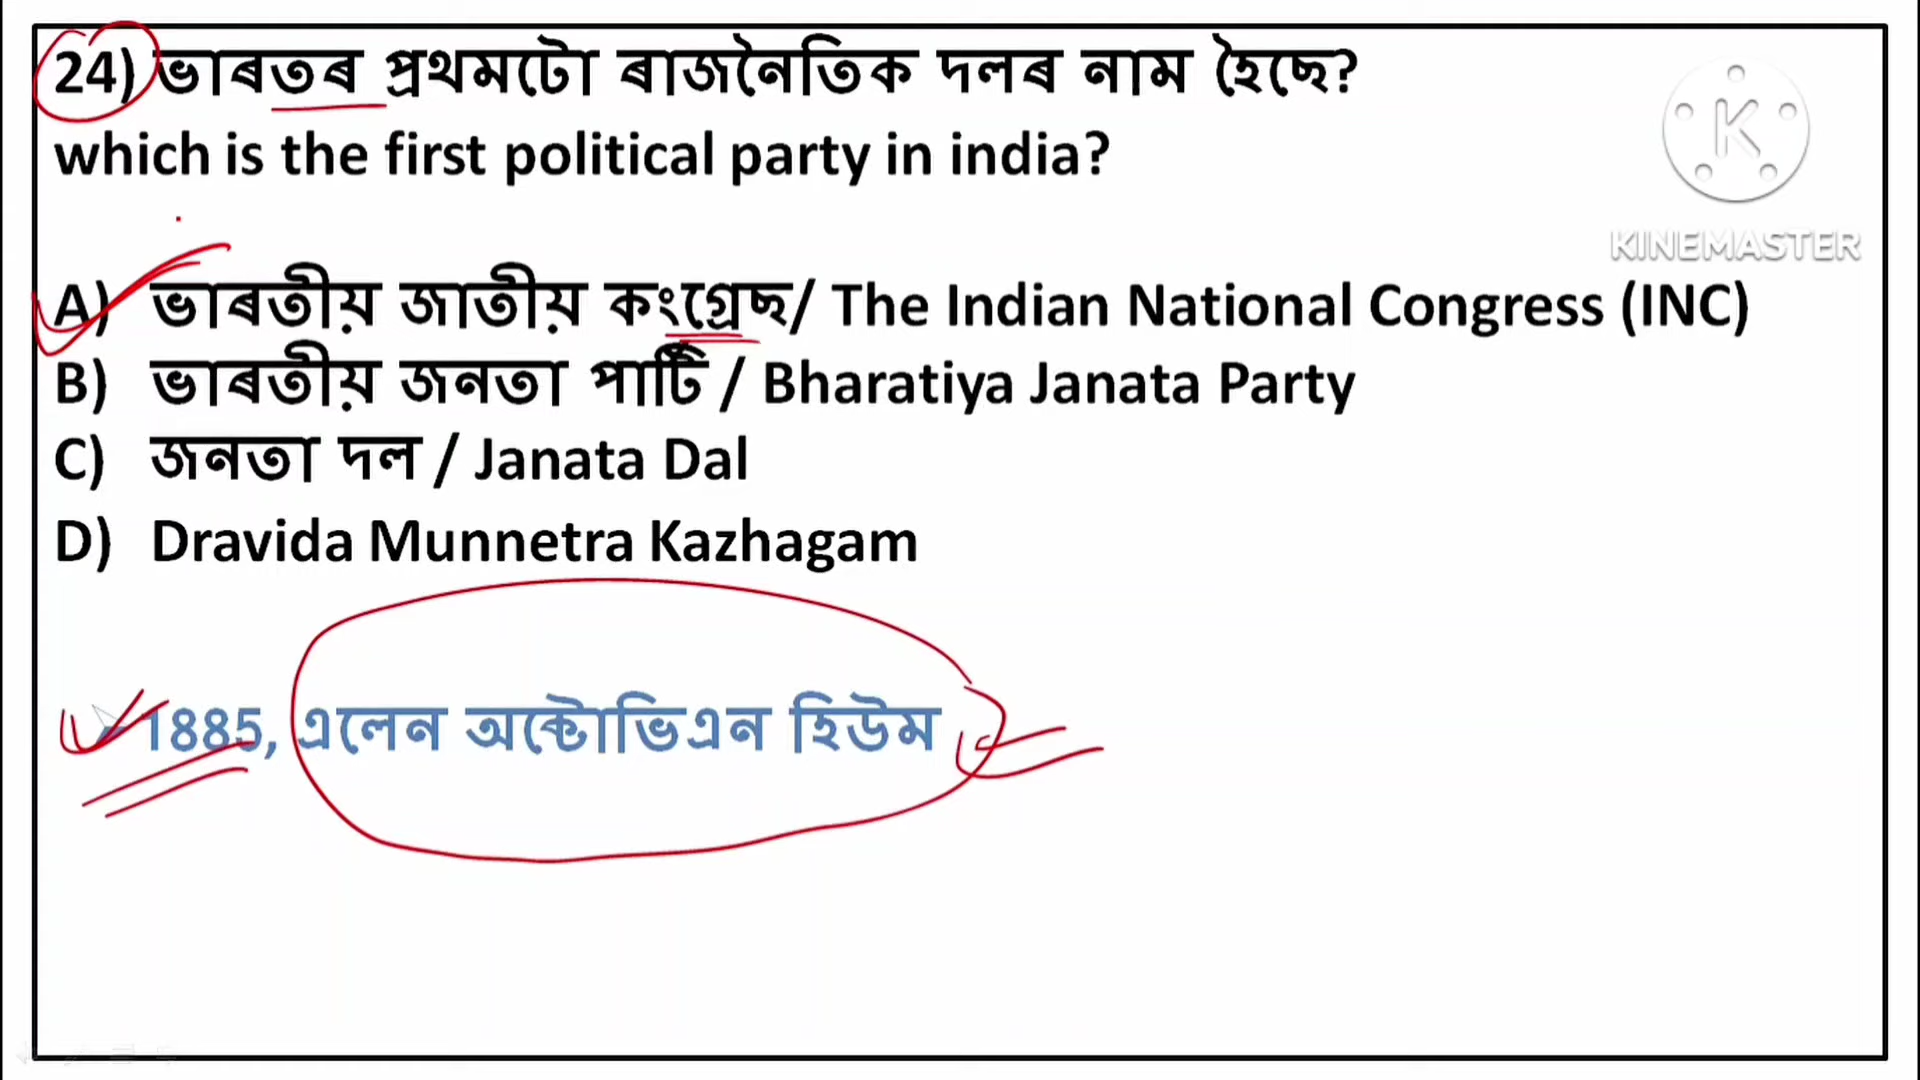 24) ভাৰতৰ প্ৰথমটো ৰাজনৈতিক দলৰ নাম হৈছে?
which is the first political party in india?
KINEMASTER
A) ভাৰতীয় জাতীয় কংগ্ৰেছ/ The Indian National Congress (INC)
B) ভাৰতীয় জনতা পাৰ্টি / Bharatiya Janata Party
C) জনতা দল / Janata Dal
D) Dravida Munnetra Kazhagam
1885, এলেন অক্টোভিএন হিউম